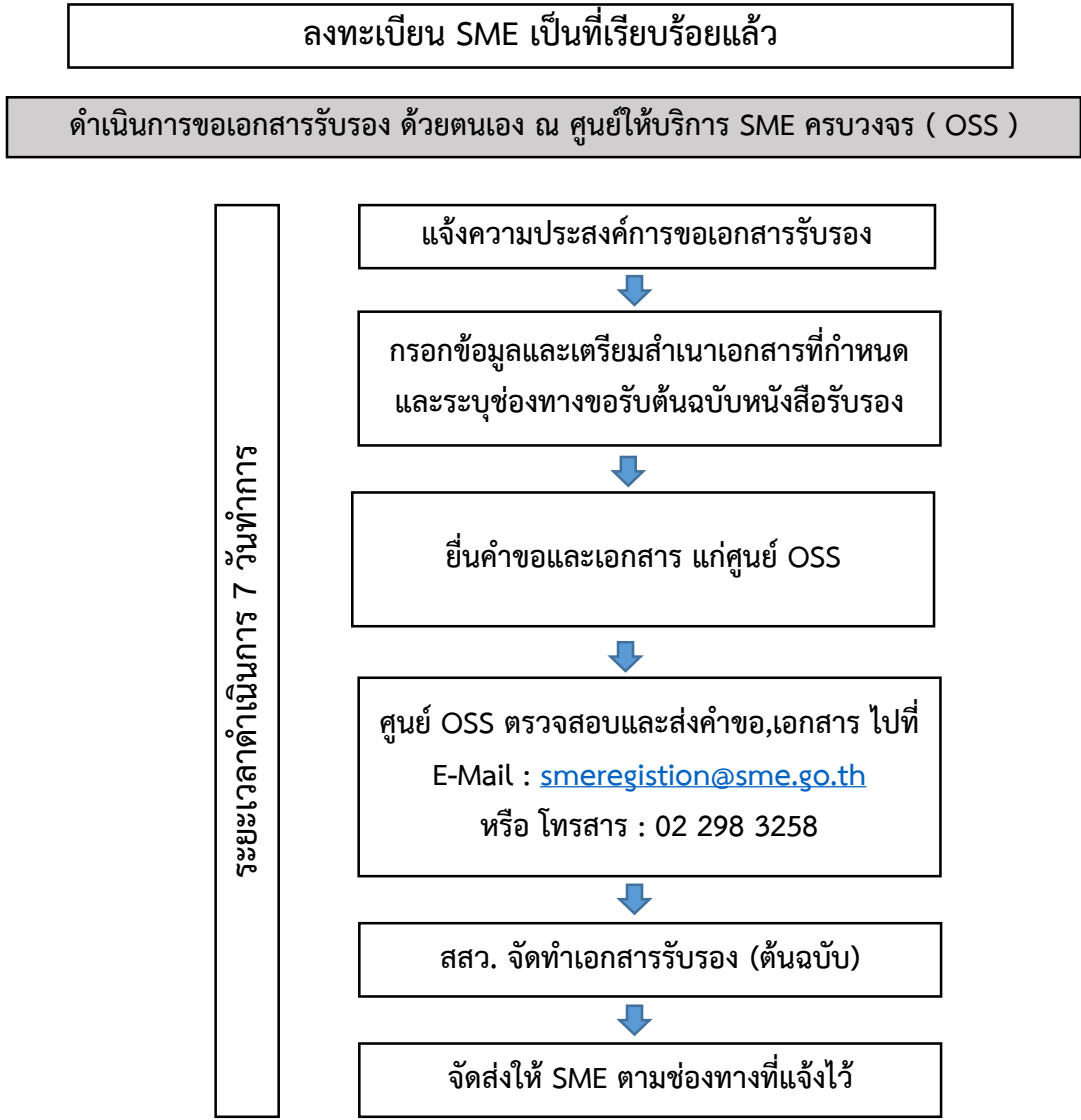 ลงทะเบียน SME เป็นที่เรียบร้อยแล้ว
ดำเนินการขอเอกสารรับรอง ด้วยตนเอง ณ ศูนย์ให้บริการ SME ครบวงจร ( OSS )
ระยะเวลาดำเนินการ 7 วันทำการ
แจ้งความประสงค์การขอเอกสารรับรอง
กรอกข้อมูลและเตรียมสำเนาเอกสารที่กำหนด
และระบุช่องทางขอรับต้นฉบับหนังสือรับรอง
ยื่นคำขอและเอกสาร แก่ศูนย์ OSS
ศูนย์ OSS ตรวจสอบและส่งคำขอ,เอกสาร ไปที่
E-Mail : smeregistion@sme.go.th
หรือ โทรสาร : 02 298 3258
สสว. จัดทำเอกสารรับรอง (ต้นฉบับ)
จัดส่งให้ SME ตามช่องทางที่แจ้งไว้